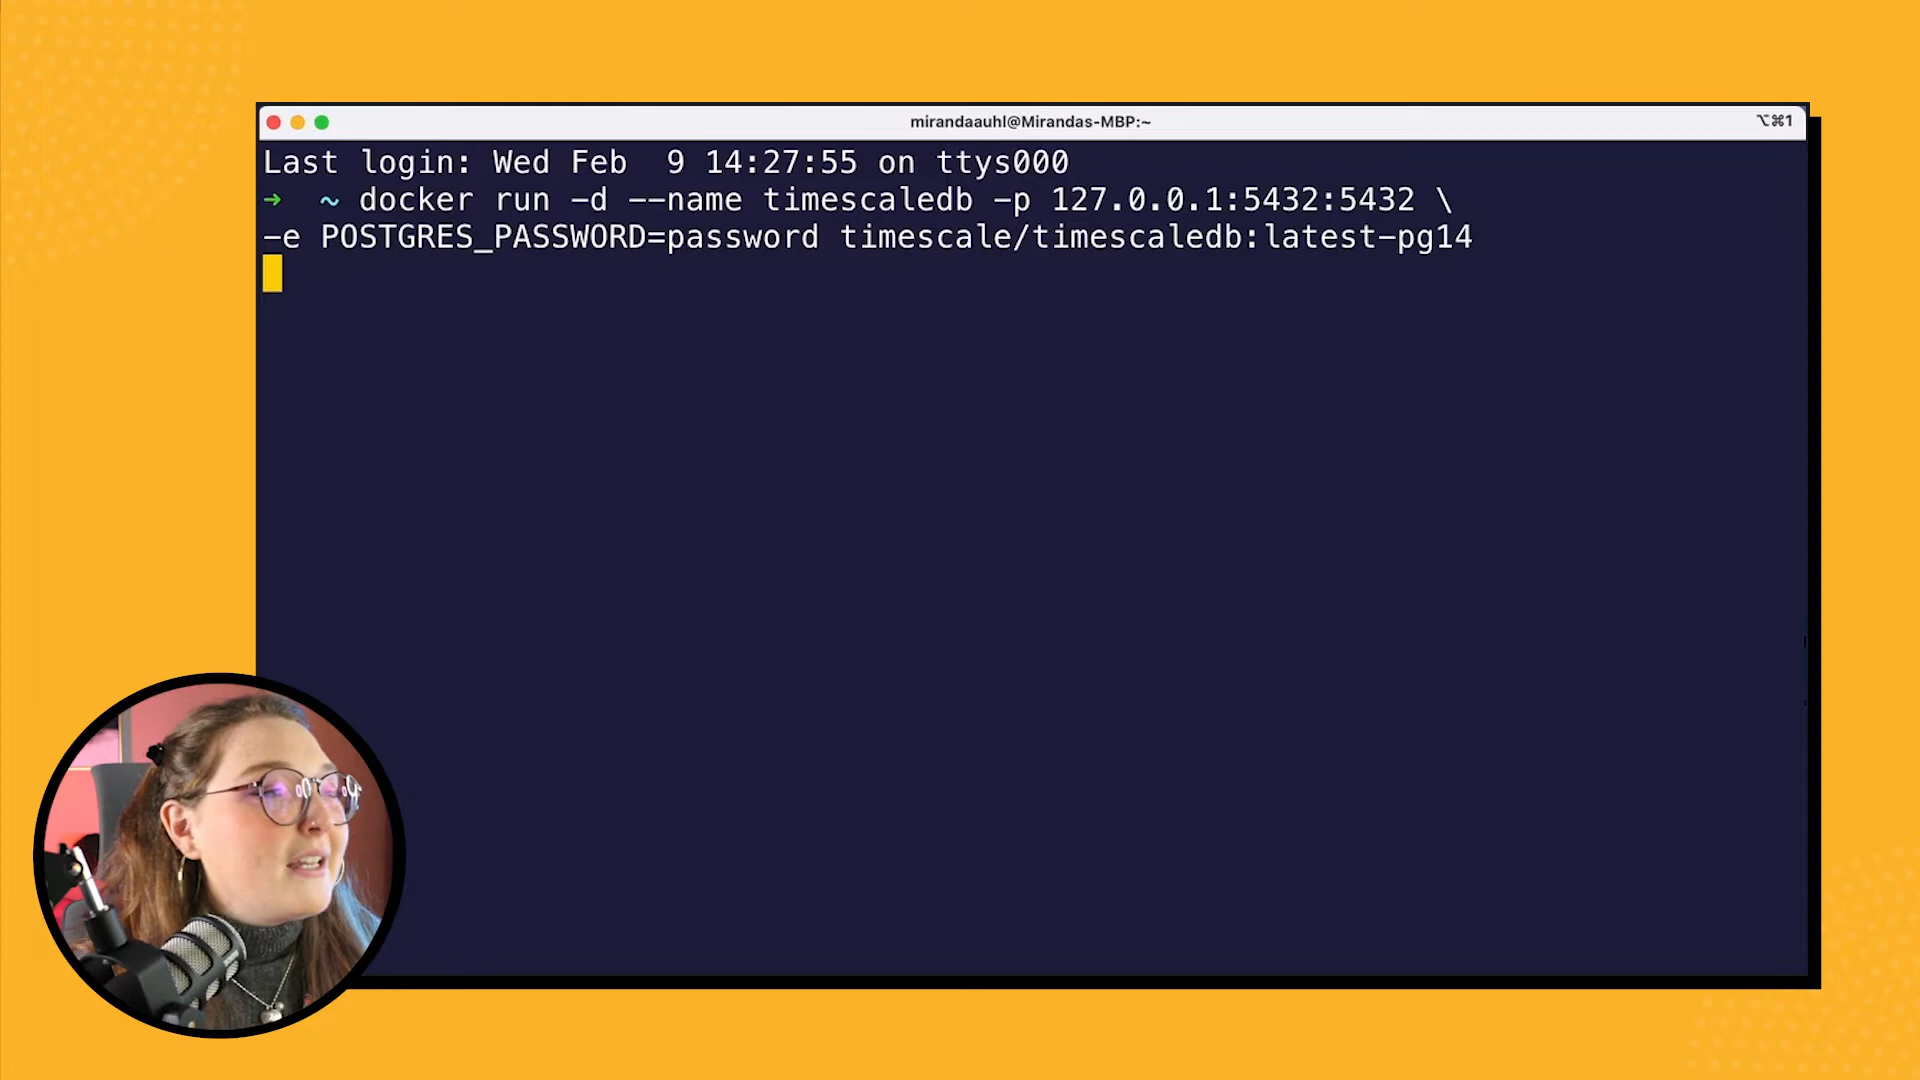 mirandaauhl@Mirandas-MBP:~
⌥⌘1
Last login: Wed Feb  9 14:27:55 on ttys000
➜  ~ docker run -d --name timescaledb -p 127.0.0.1:5432:5432 \
-e POSTGRES_PASSWORD=password timescale/timescaledb:latest-pg14